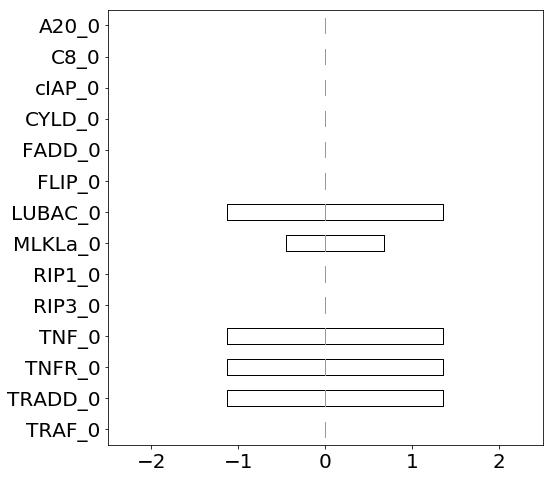 A20_0
C8_0
cIAP_0
CYLD_0
FADD_0
FLIP_0
LUBAC_0
MLKLa_0
RIP1_0
RIP3_0
TNF_0
TNFR_0
TRADD_0
TRAF_0
−2 −1 0 1 2